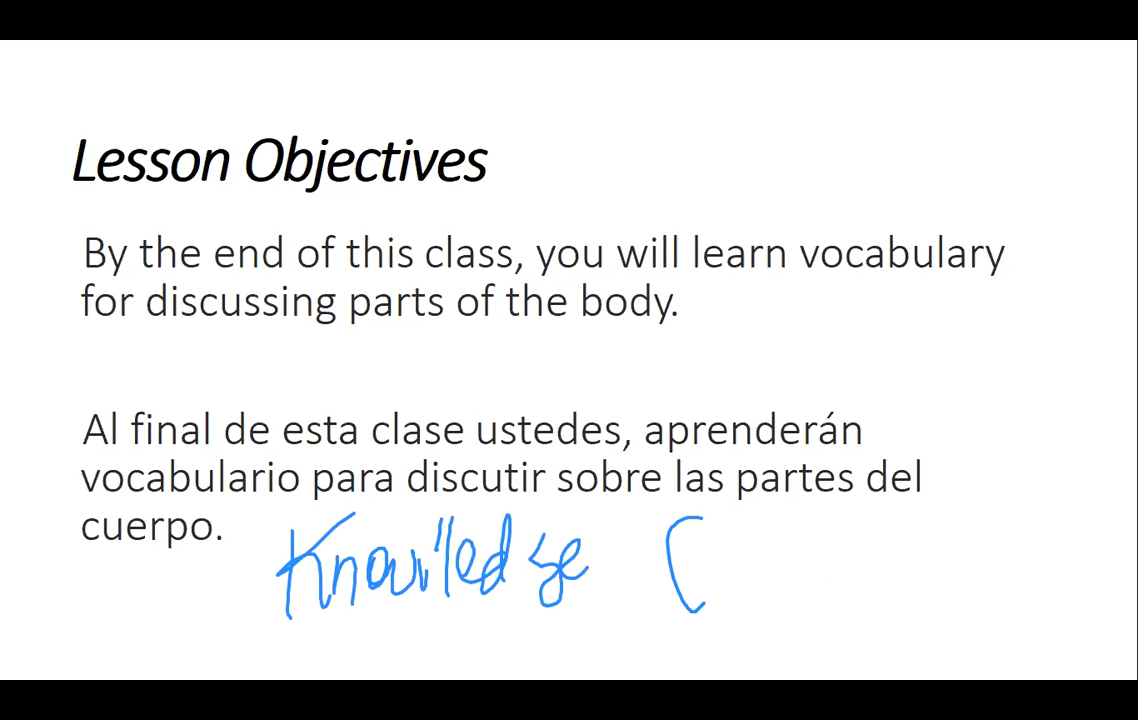 Lesson Objectives
By the end of this class, you will learn vocabulary
for discussing parts of the body.
Al final de esta clase ustedes, aprenderán
vocabulario para discutir sobre las partes del
cuerpo.
Knowledge (